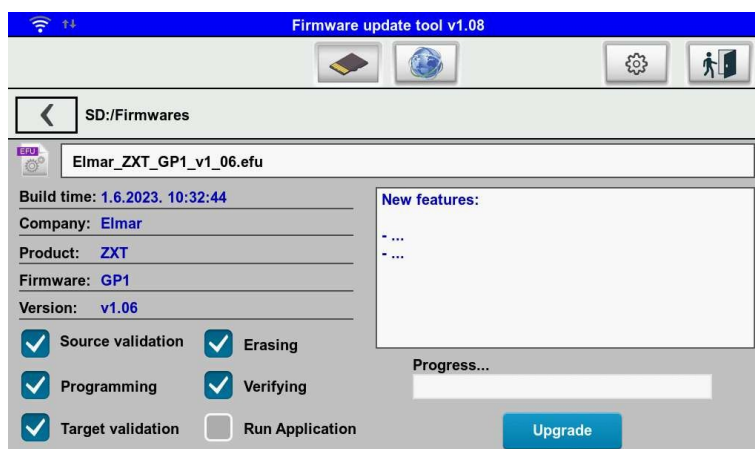 Firmware update tool v1.08
SD:/Firmwares
EFU
Elmar_ZXT_GP1_v1_06.efu
Build time: 1.6.2023. 10:32:44
Company: Elmar
Product: ZXT
Firmware: GP1
Version: v1.06
New features:
- ...
- ...
Source validation
Erasing
Programming
Verifying
Target validation
Run Application
Progress...
Upgrade